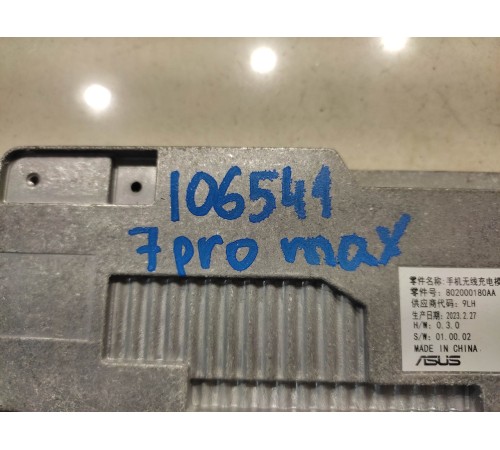 106541
7pro max
零件名称: 手机无线充电模
零件号: 802000180AA
供应商代码: 9LH
生产日期: 2023.2.27
H/W: 0.3.0
S/W: 01.00.02
MADE IN CHINA
ASUS